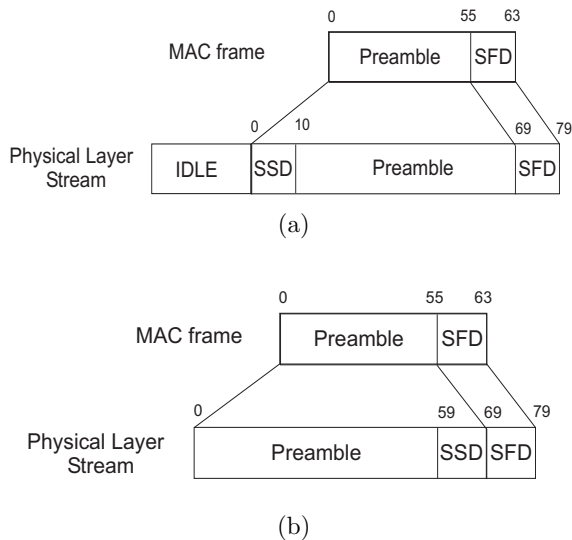 0 55 63
MAC frame Preamble SFD
0 10 69 79
Physical Layer
Stream
IDLE SSD Preamble SFD
(a)
0 55 63
MAC frame Preamble SFD
0 59 69 79
Physical Layer
Stream
Preamble SSD SFD
(b)